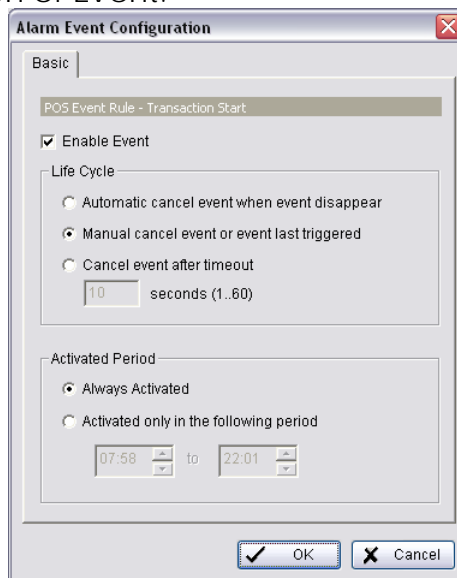 Alarm Event Configuration
Basic
POS Event Rule - Transaction Start
Enable Event
Life Cycle
Automatic cancel event when event disappear
Manual cancel event or event last triggered
Cancel event after timeout
10 seconds (1..60)
Activated Period
Always Activated
Activated only in the following period
07:58 to 22:01
OK Cancel